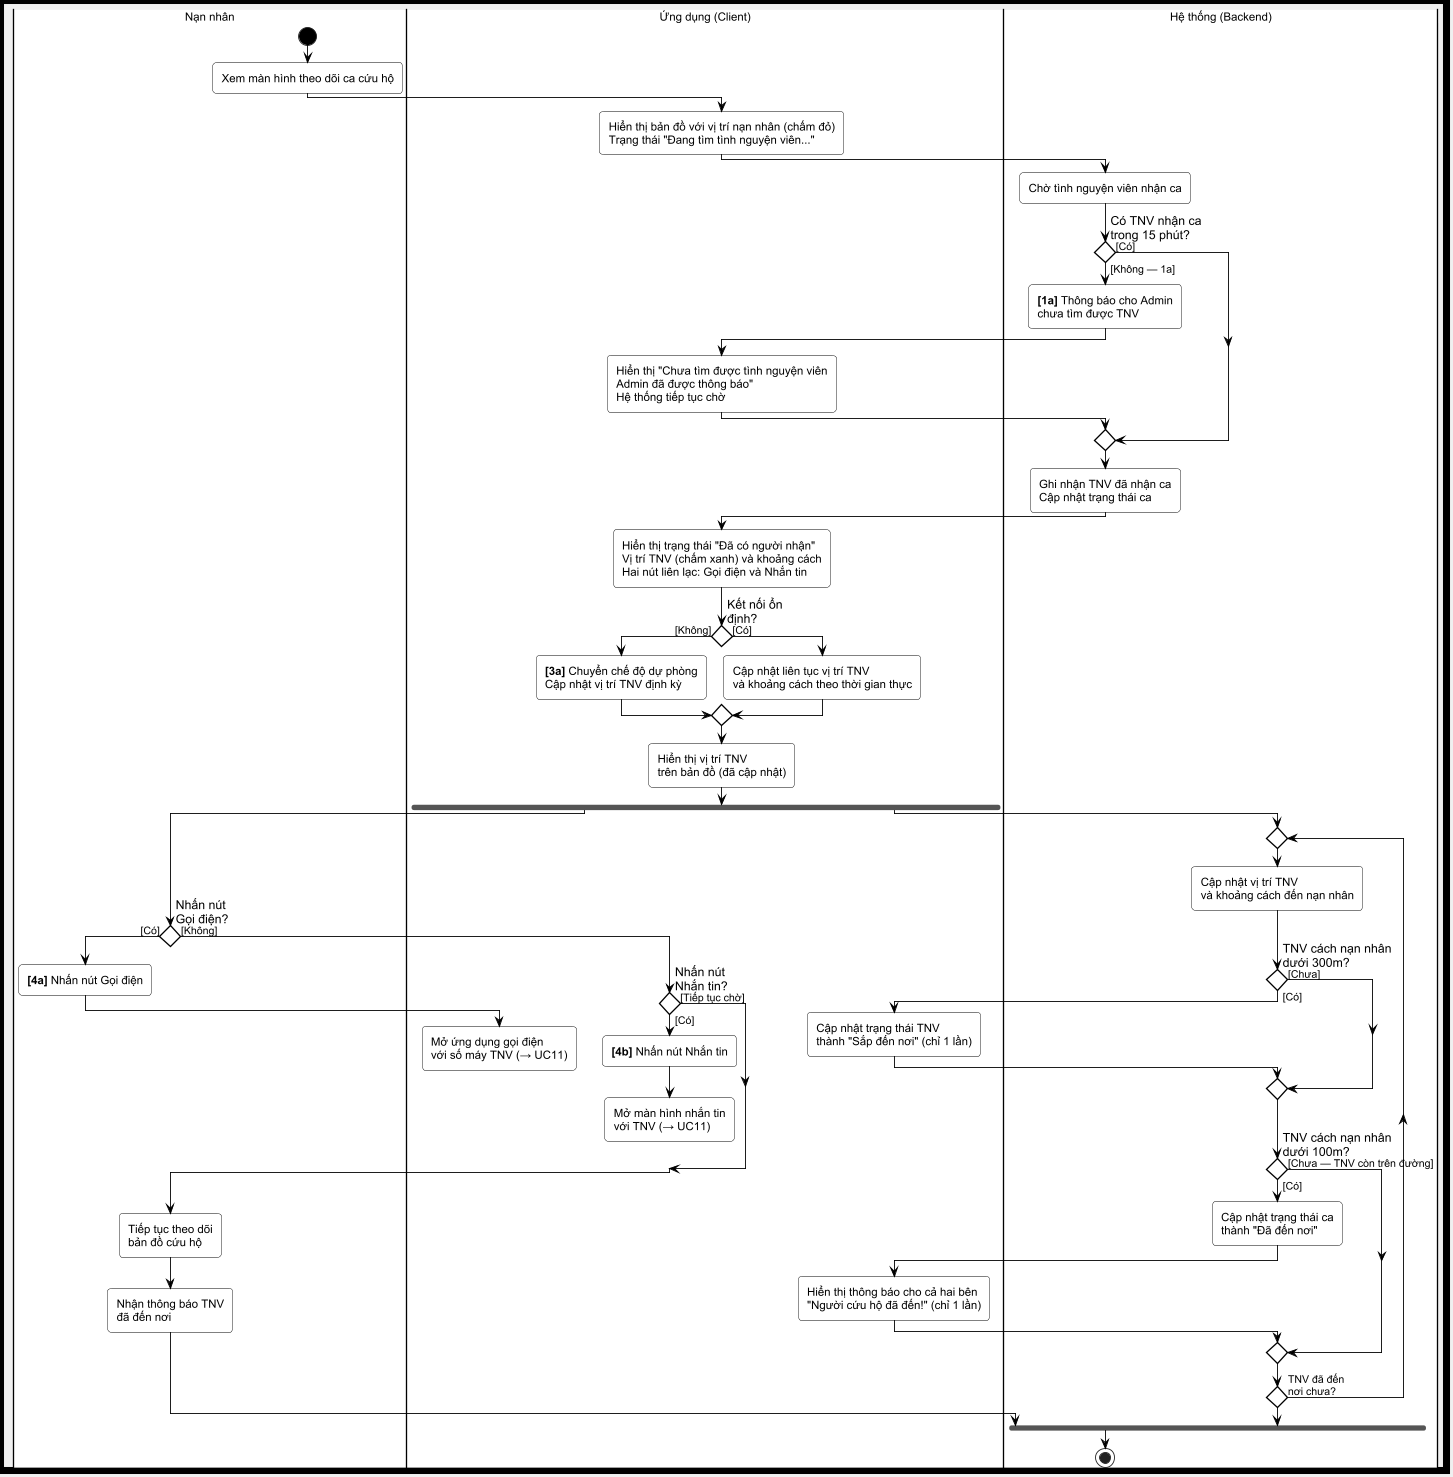 Nạn nhân
Ứng dụng (Client)
Hệ thống (Backend)
Xem màn hình theo dõi ca cứu hộ
Hiển thị bản đồ với vị trí nạn nhân (chấm đỏ)
Trạng thái "Đang tìm tình nguyện viên..."
Chờ tình nguyện viên nhận ca
Có TNV nhận ca
trong 15 phút?
[Có]
[Không — 1a]
[1a] Thông báo cho Admin
chưa tìm được TNV
Hiển thị "Chưa tìm được tình nguyện viên
Admin đã được thông báo"
Hệ thống tiếp tục chờ
Ghi nhận TNV đã nhận ca
Cập nhật trạng thái ca
Hiển thị trạng thái "Đã có người nhận"
Vị trí TNV (chấm xanh) và khoảng cách
Hai nút liên lạc: Gọi điện và Nhắn tin
Kết nối ổn
định?
[Không]
[Có]
[3a] Chuyển chế độ dự phòng
Cập nhật vị trí TNV định kỳ
Cập nhật liên tục vị trí TNV
và khoảng cách theo thời gian thực
Hiển thị vị trí TNV
trên bản đồ (đã cập nhật)
Nhấn nút
Gọi điện?
[Có]
[Không]
[4a] Nhấn nút Gọi điện
Mở ứng dụng gọi điện
với số máy TNV (→ UC11)
Nhấn nút
Nhắn tin?
[Tiếp tục chờ]
[Có]
[4b] Nhấn nút Nhắn tin
Mở màn hình nhắn tin
với TNV (→ UC11)
Tiếp tục theo dõi
bản đồ cứu hộ
Nhận thông báo TNV
đã đến nơi
Cập nhật vị trí TNV
và khoảng cách đến nạn nhân
TNV cách nạn nhân
dưới 300m?
[Chưa]
[Có]
Cập nhật trạng thái TNV
thành "Sắp đến nơi" (chỉ 1 lần)
TNV cách nạn nhân
dưới 100m?
[Chưa — TNV còn trên đường]
[Có]
Cập nhật trạng thái ca
thành "Đã đến nơi"
Hiển thị thông báo cho cả hai bên
"Người cứu hộ đã đến!" (chỉ 1 lần)
TNV đã đến
nơi chưa?